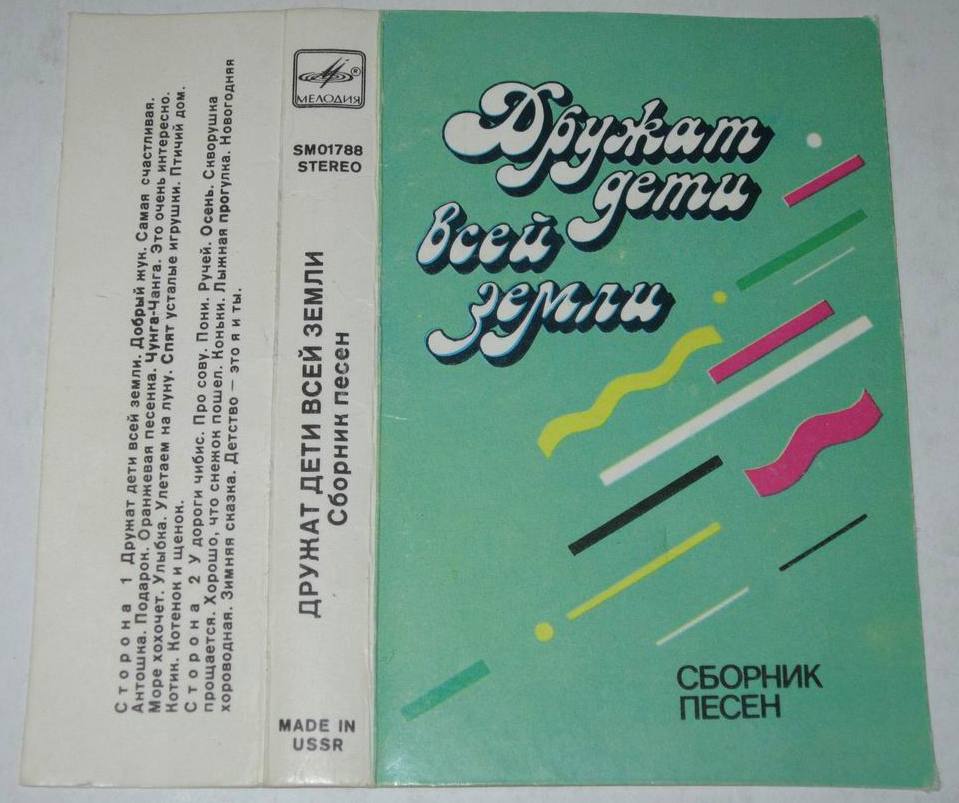 Сторона 1 Дружат дети всей земли. Добрый жук. Самая счастливая.
Антошка. Подарок. Оранжевая песенка. Чунга-Чанга. Это очень интересно.
Море хохочет. Улыбка. Улетаем на луну. Спят усталые игрушки. Птичий дом.
Котик. Котенок и щенок.
Сторона 2 У дороги чибис. Про сову. Пони. Ручей. Осень. Скворушка
прощается. Хорошо, что снежок пошел. Коньки. Лыжная прогулка. Новогодняя
хороводная. Зимняя сказка. Детство — это я и ты.
МЕЛОДИЯ
®
SM01788
STEREO
ДРУЖАТ ДЕТИ ВСЕЙ ЗЕМЛИ
Сборник песен
MADE IN
USSR
Дружат
дети
всей
земли
СБОРНИК
ПЕСЕН